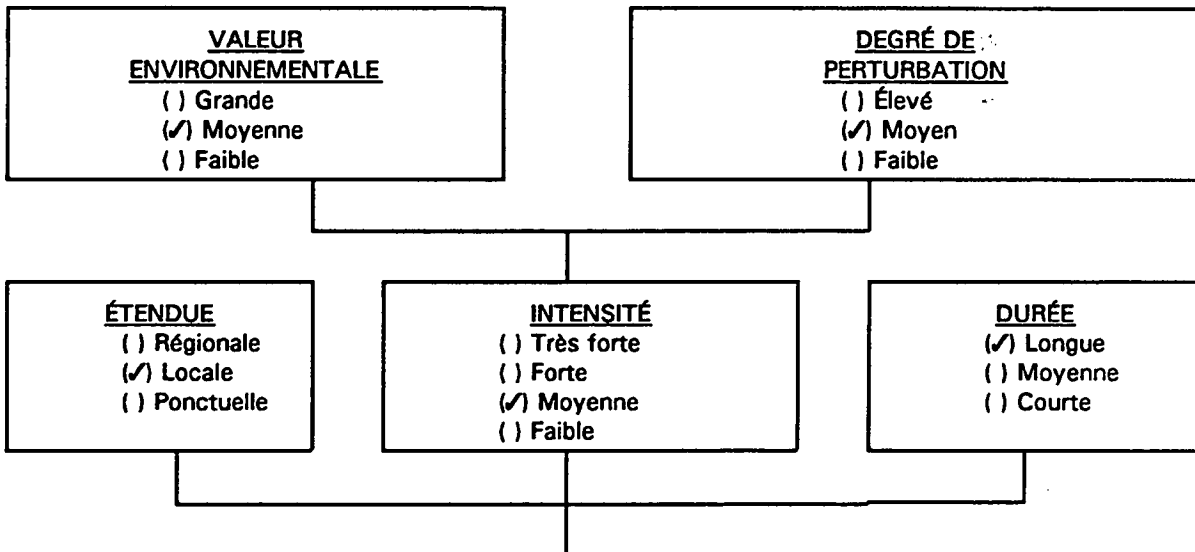 VALEUR
ENVIRONNEMENTALE
( ) Grande
(✓) Moyenne
( ) Faible
DEGRÉ DE
PERTURBATION
( ) Élevé
(✓) Moyen
( ) Faible
ÉTENDUE
( ) Régionale
(✓) Locale
( ) Ponctuelle
INTENSITÉ
( ) Très forte
( ) Forte
(✓) Moyenne
( ) Faible
DURÉE
(✓) Longue
( ) Moyenne
( ) Courte